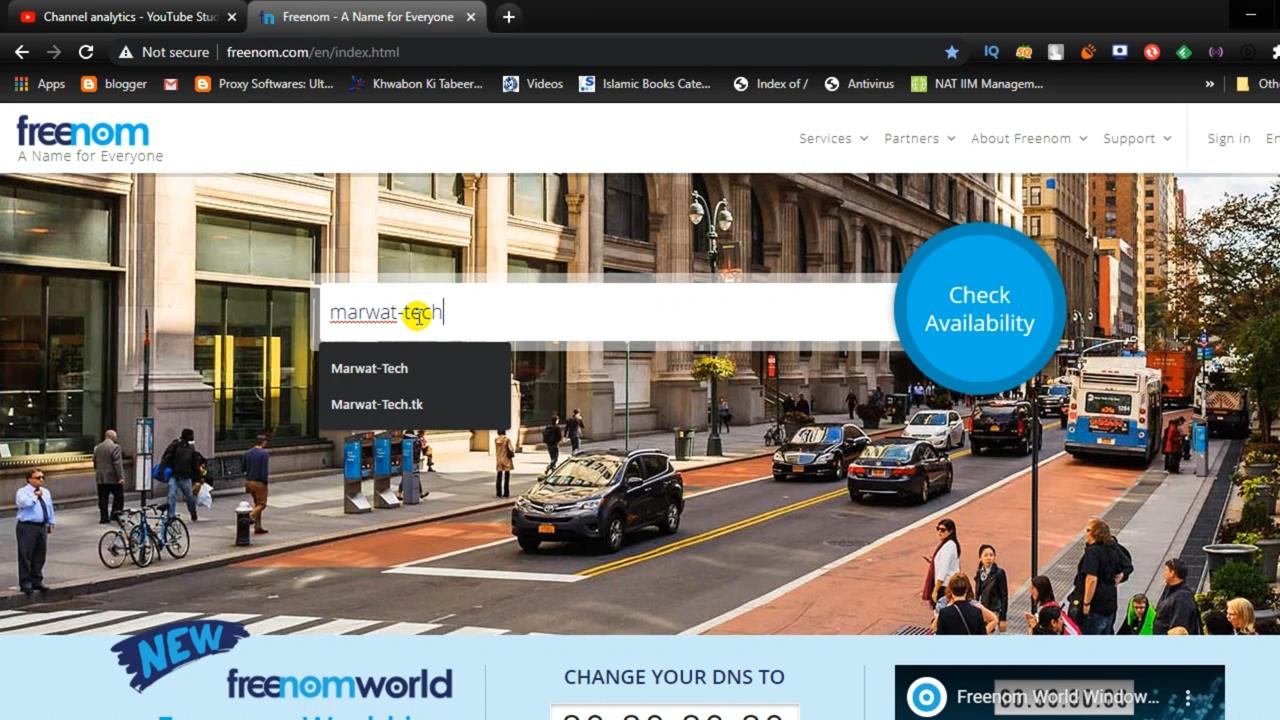 Channel analytics - YouTube Stud
Freenom - A Name for Everyone
Not secure
freenom.com/en/index.html
Apps
blogger
Proxy Softwares: Ult...
Khwabon Ki Tabeer...
Videos
Islamic Books Cate...
Index of /
Antivirus
NAT IIM Managem...
»
freenom
A Name for Everyone
Services
Partners
About Freenom
Support
Sign in
marwat-tech
Check
Availability
Marwat-Tech
Marwat-Tech.tk
NEW
freenomworld
CHANGE YOUR DNS TO
Freenom World Window...